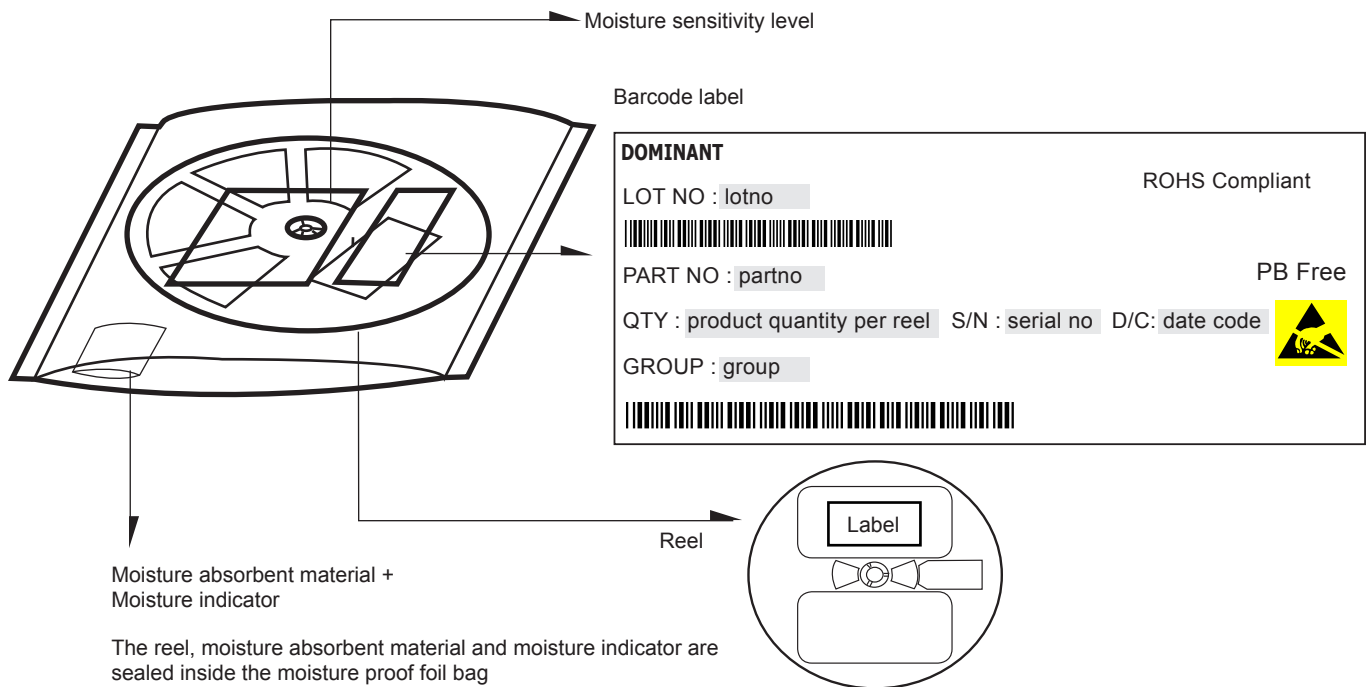 Moisture sensitivity level
Barcode label
DOMINANT
ROHS Compliant
LOT NO : lotno
PART NO : partno
PB Free
QTY : product quantity per reel S/N : serial no D/C: date code
GROUP : group
Label
Reel
Moisture absorbent material +
Moisture indicator
The reel, moisture absorbent material and moisture indicator are
sealed inside the moisture proof foil bag